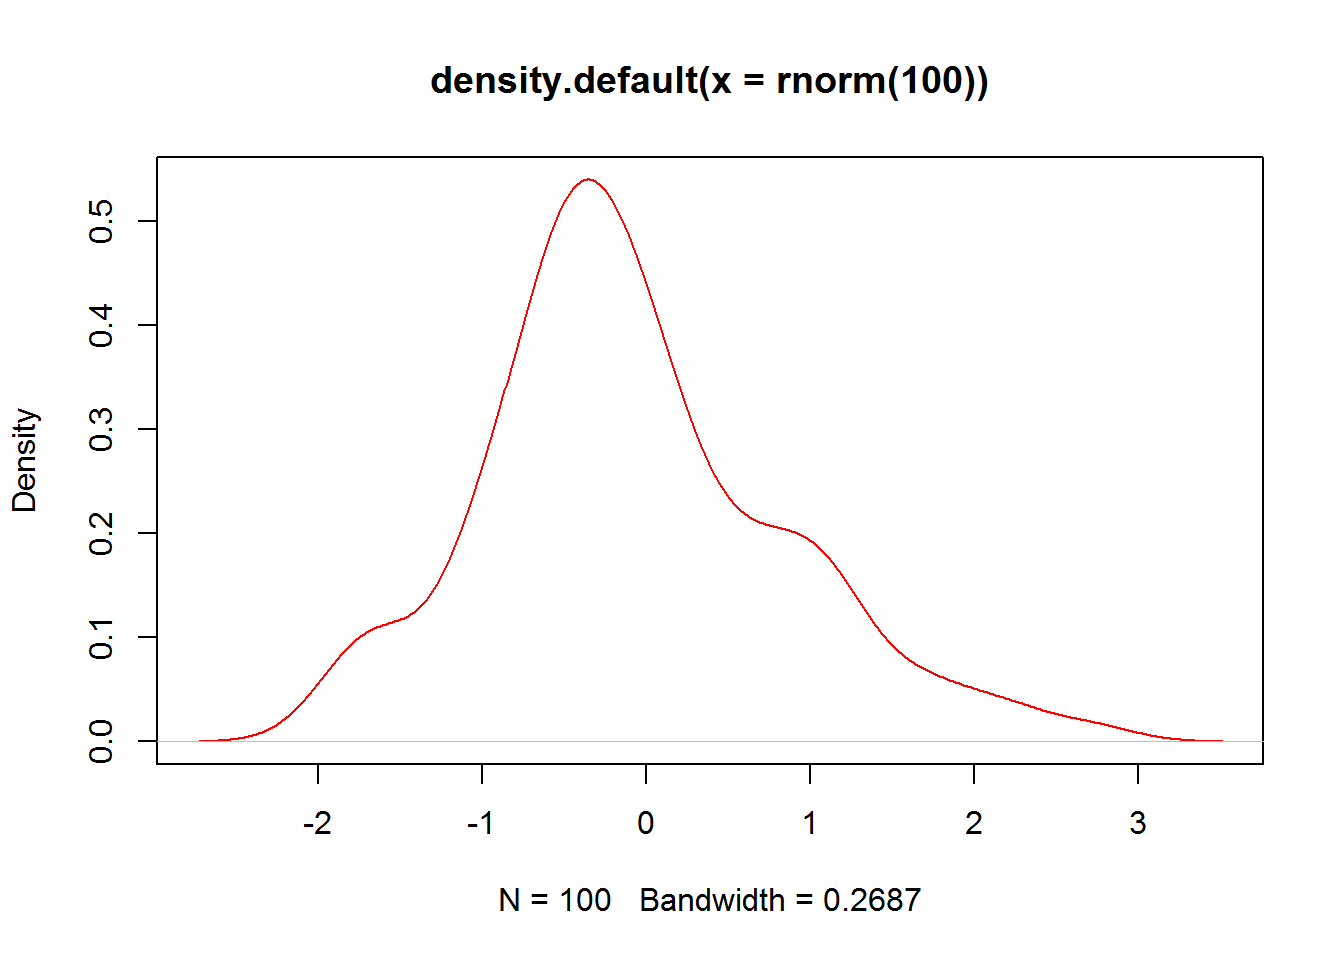 density.default(x = rnorm(100))
Density
0.5
0.4
0.3
0.2
0.1
0.0
-2 -1 0 1 2 3
N = 100   Bandwidth = 0.2687